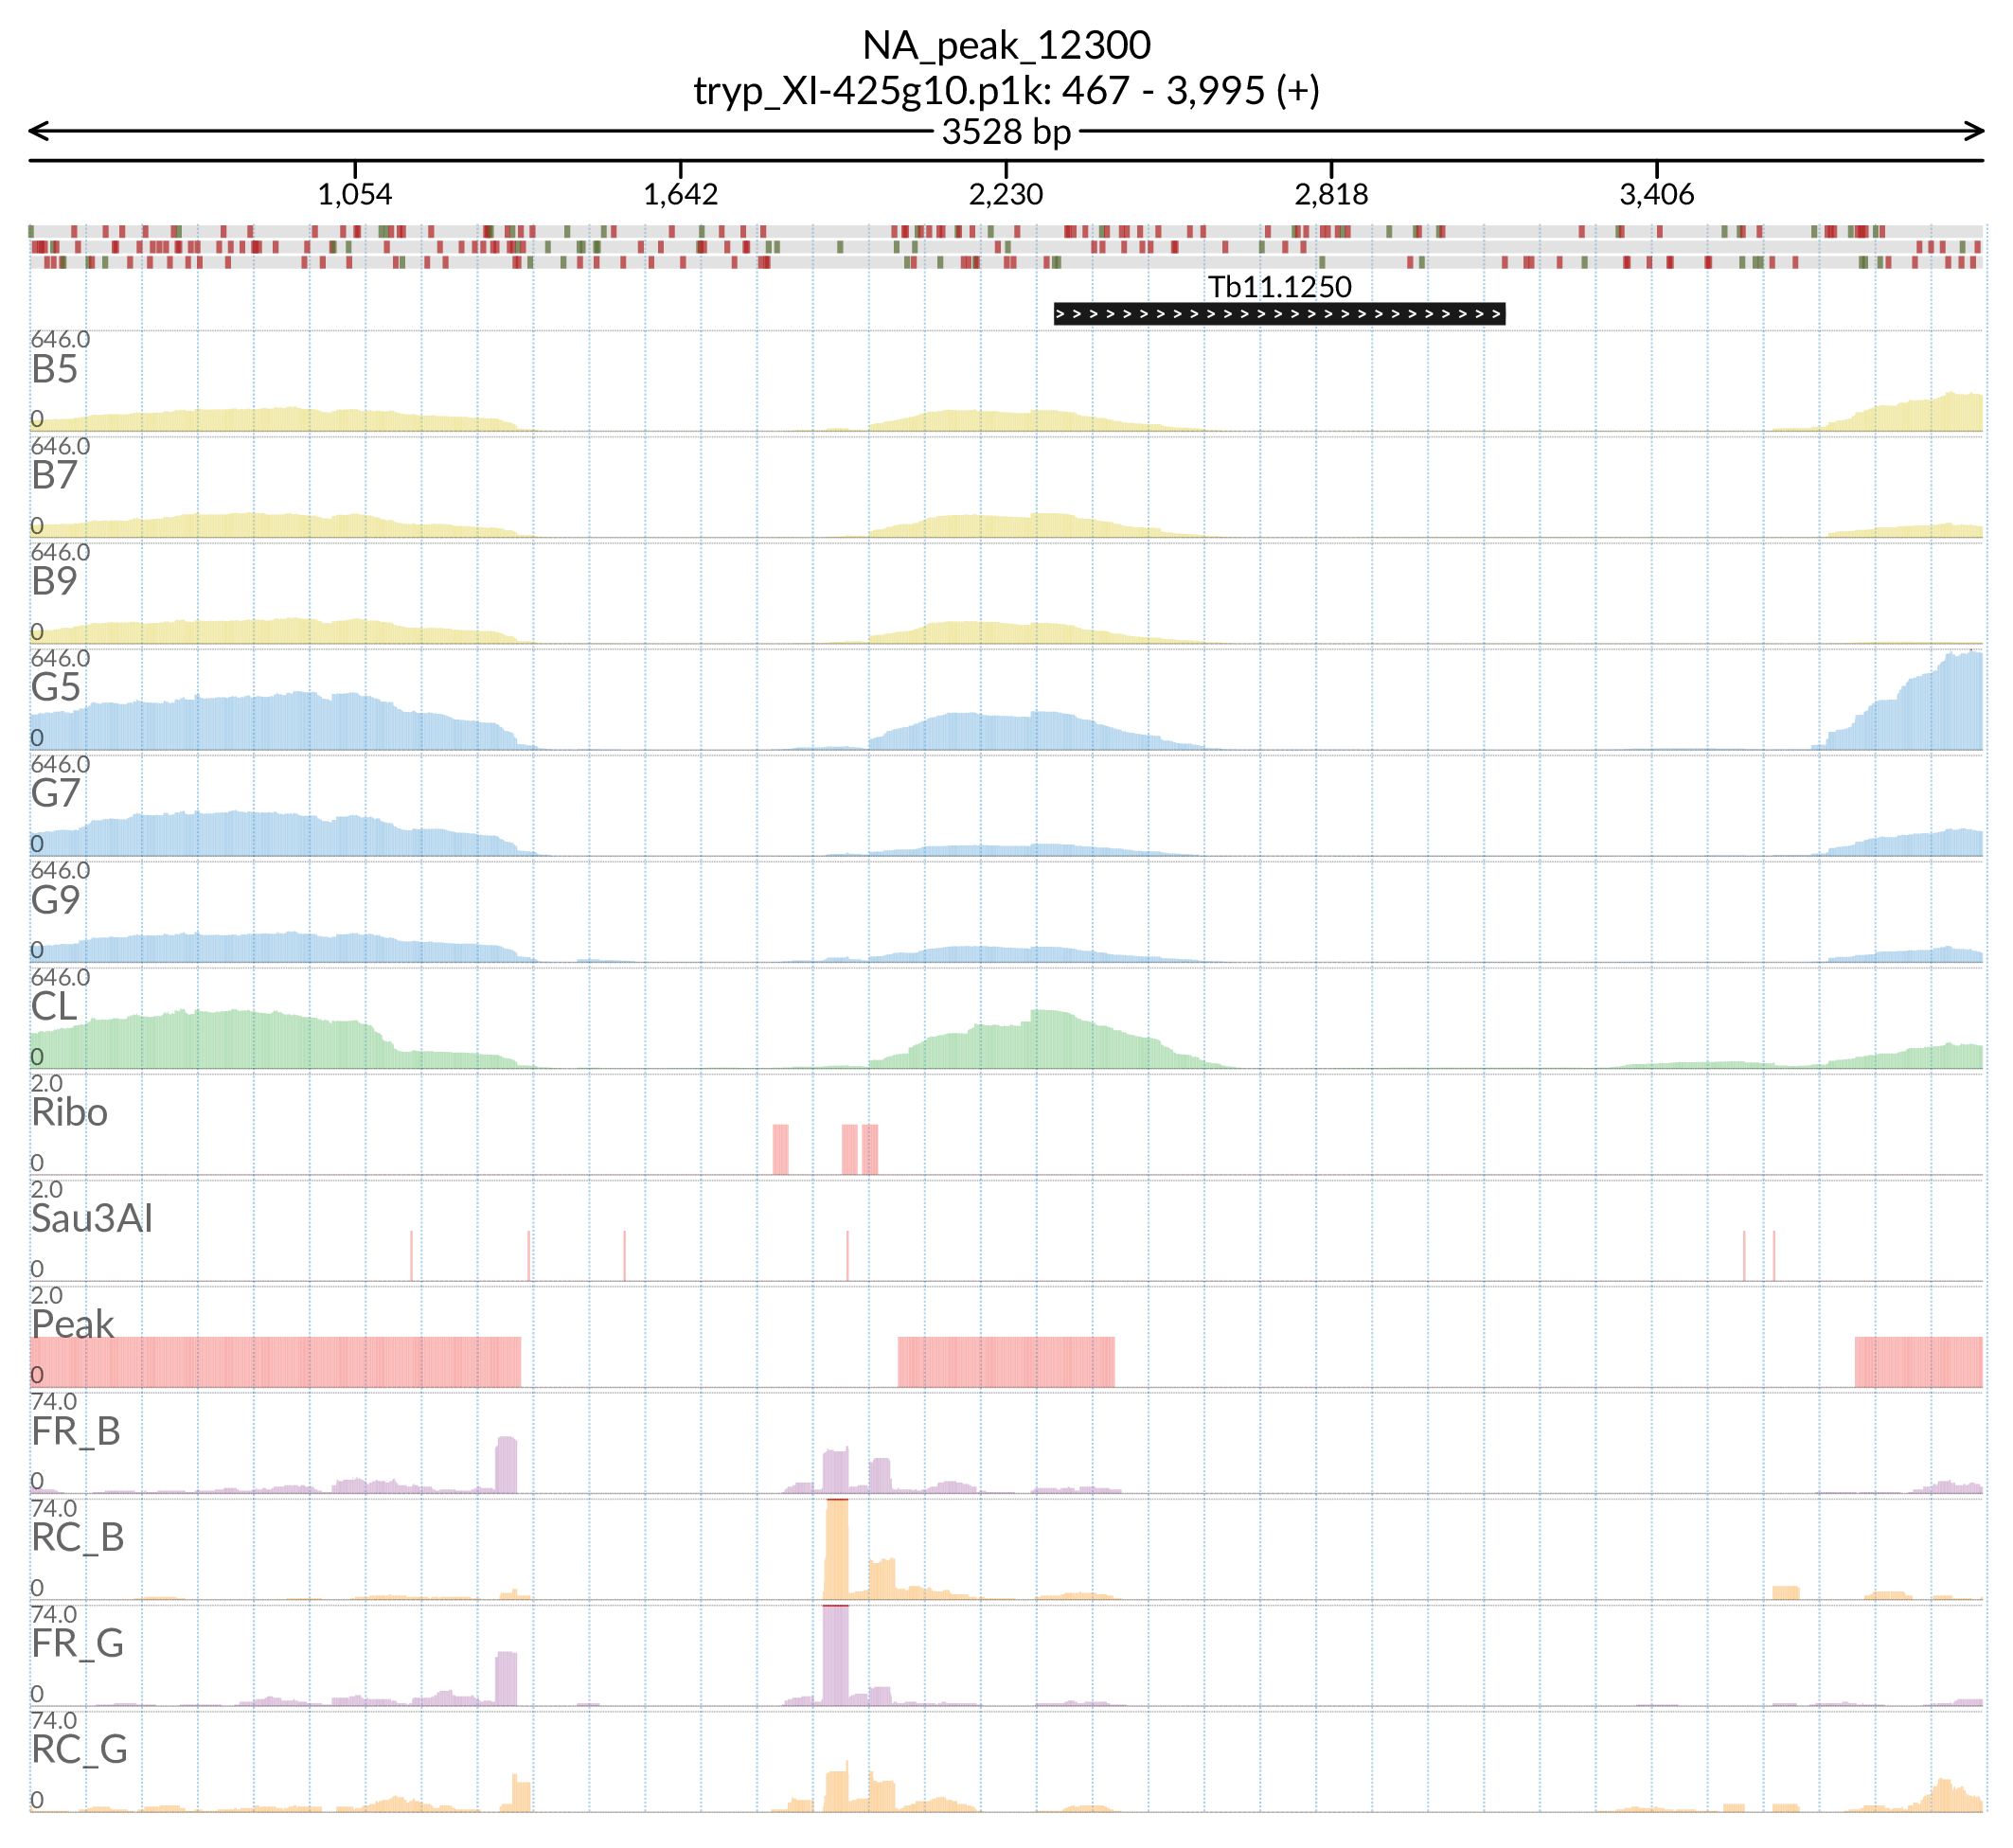 NA_peak_12300
tryp_XI-425g10.p1k: 467 - 3,995 (+)
3528 bp
1,054 1,642 2,230 2,818 3,406
Tb11.1250
646.0
B5
0
646.0
B7
0
646.0
B9
0
646.0
G5
0
646.0
G7
0
646.0
G9
0
646.0
CL
0
2.0
Ribo
0
2.0
Sau3AI
0
2.0
Peak
0
74.0
FR_B
0
74.0
RC_B
0
74.0
FR_G
0
74.0
RC_G
0